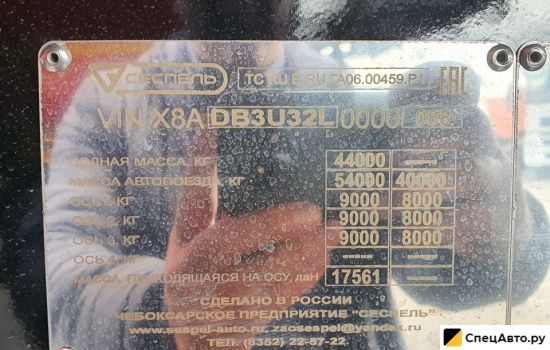 СЕСПЕЛЬ ТС RU Е-RU.ГА06.00459.Р1 EAC
VIN X8A DB3U32L 0000 088
ПОЛНАЯ МАССА, КГ 44000 -----
МАССА АВТОПОЕЗДА, КГ 54000 40000
ОСЬ 1, КГ 9000 8000
ОСЬ 2, КГ 9000 8000
ОСЬ 3, КГ 9000 8000
ОСЬ 4, КГ ----- -----
МАССА, ПРИХОДЯЩАЯСЯ НА ОСУ, даН 17561 -----
СДЕЛАНО В РОССИИ
ЧЕБОКСАРСКОЕ ПРЕДПРИЯТИЕ "СЕСПЕЛЬ"
www.sespel-auto.ru, zaosespel@yandex.ru
Тел.: (8352) 22-57-22
СпецАвто.ру